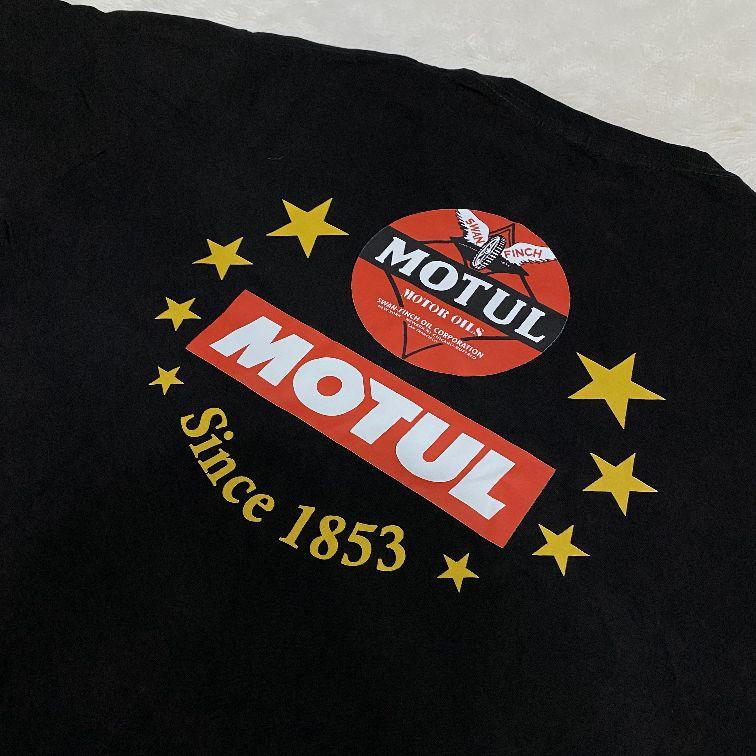 SWAN FINCH
MOTUL
MOTOR OILS
SWAN-FINCH OIL CORPORATION
MOTUL
Since 1853